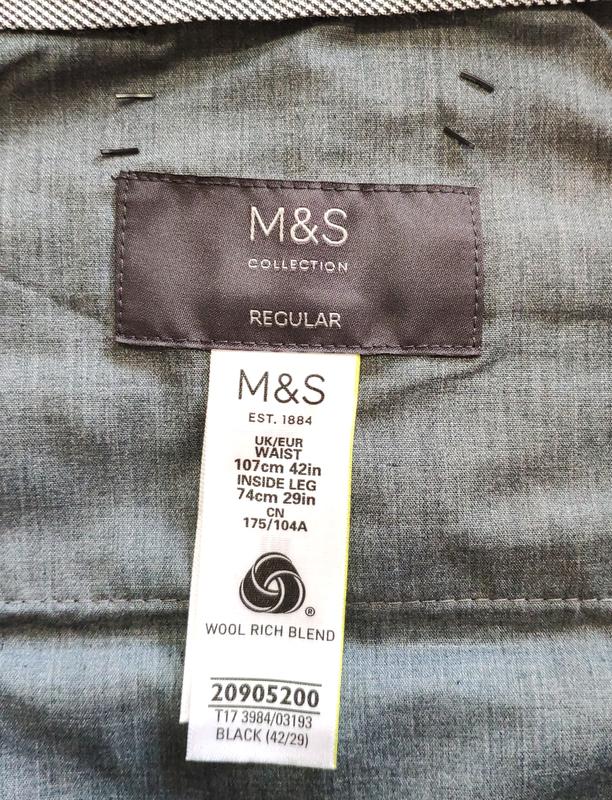 M&S
COLLECTION
REGULAR
M&S
EST. 1884
UK/EUR
WAIST
107cm 42in
INSIDE LEG
74cm 29in
CN
175/104A
®
WOOL RICH BLEND
20905200
T17 3984/03193
BLACK (42/29)